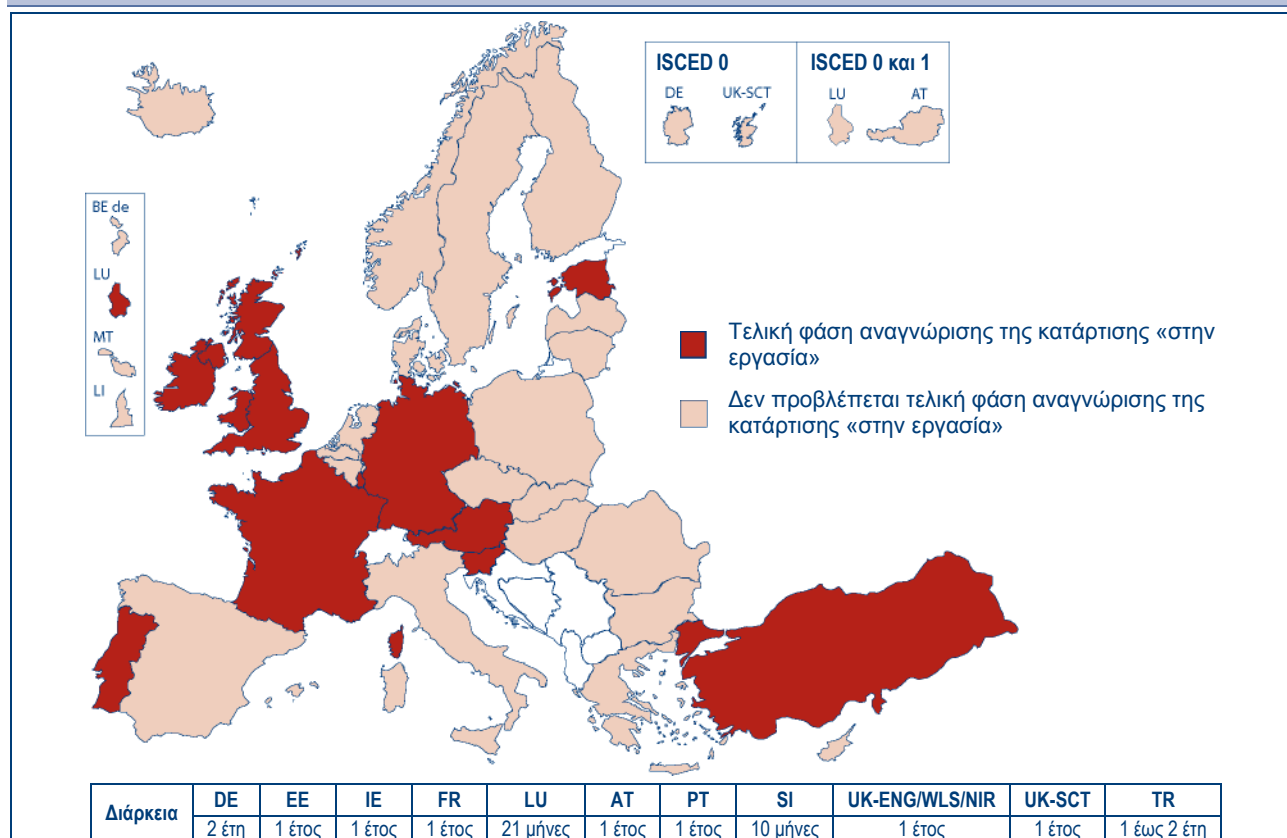 ISCED 0
ISCED 0 και 1
DE
UK-SCT
LU
AT
BE de
LU
MT
LI
Τελική φάση αναγνώρισης της κατάρτισης «στην
εργασία»
Δεν προβλέπεται τελική φάση αναγνώρισης της
κατάρτισης «στην εργασία»
Διάρκεια
DE EE IE FR LU AT PT SI UK-ENG/WLS/NIR UK-SCT TR
2 έτη 1 έτος 1 έτος 1 έτος 21 μήνες 1 έτος 1 έτος 10 μήνες 1 έτος 1 έτος 1 έως 2 έτη